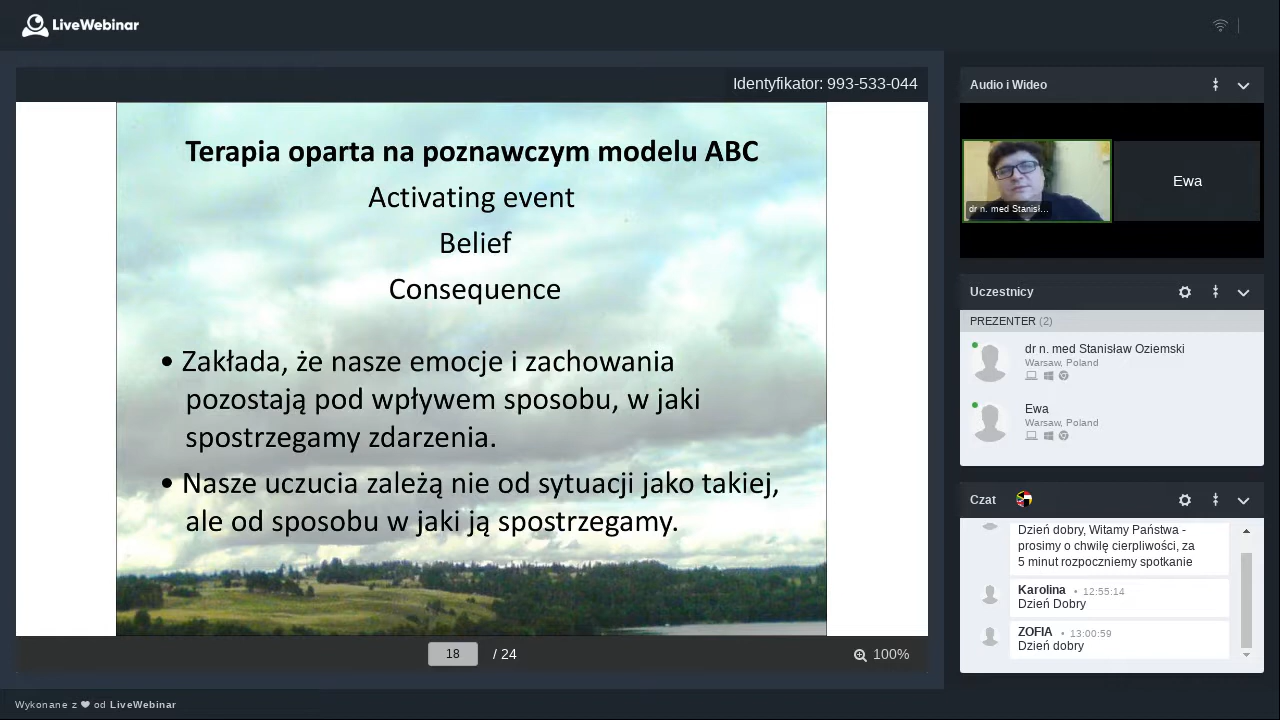 LiveWebinar
Identyfikator: 993-533-044
Terapia oparta na poznawczym modelu ABC
Activating event
Belief
Consequence
• Zakłada, że nasze emocje i zachowania
pozostają pod wpływem sposobu, w jaki
spostrzegamy zdarzenia.
• Nasze uczucia zależą nie od sytuacji jako takiej,
ale od sposobu w jaki ją spostrzegamy.
18 / 24
100%
Audio i Wideo
dr n. med Stanisł...
Ewa
Uczestnicy
PREZENTER (2)
dr n. med Stanisław Oziemski
Warsaw, Poland
Ewa
Warsaw, Poland
Czat
Dzień dobry, Witamy Państwa -
prosimy o chwilę cierpliwości, za
5 minut rozpoczniemy spotkanie
Karolina • 12:55:14
Dzień Dobry
ZOFIA • 13:00:59
Dzień dobry
Wykonane z ❤ od LiveWebinar